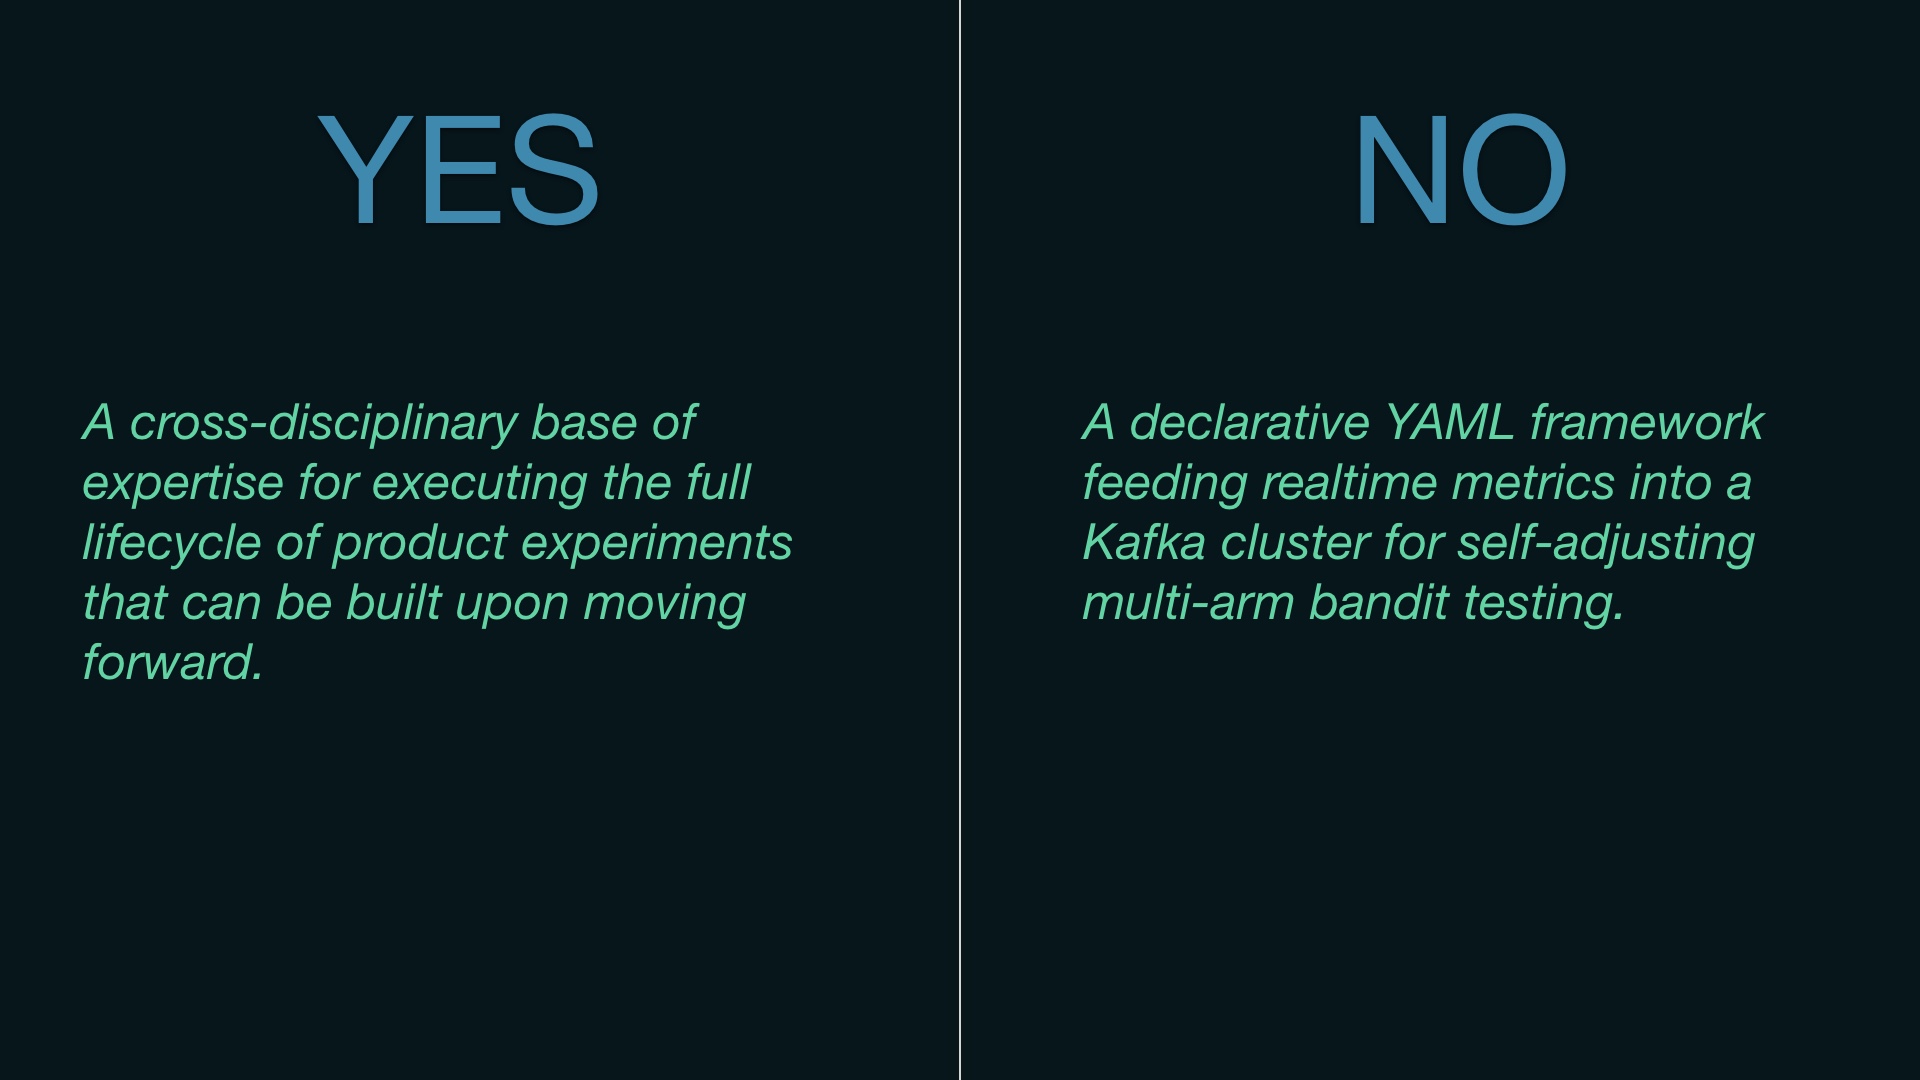 YES
A cross-disciplinary base of
expertise for executing the full
lifecycle of product experiments
that can be built upon moving
forward.
NO
A declarative YAML framework
feeding realtime metrics into a
Kafka cluster for self-adjusting
multi-arm bandit testing.